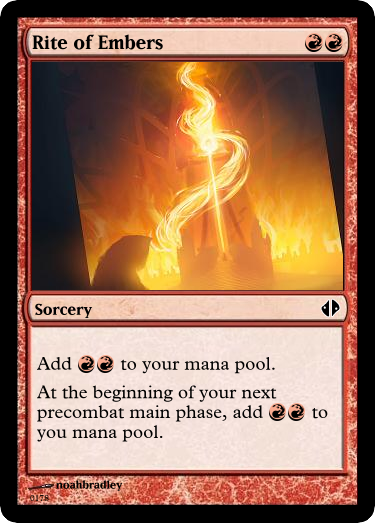 Rite of Embers
Sorcery
Add to your mana pool.
At the beginning of your next
precombat main phase, add to
you mana pool.
noahbradley
0178